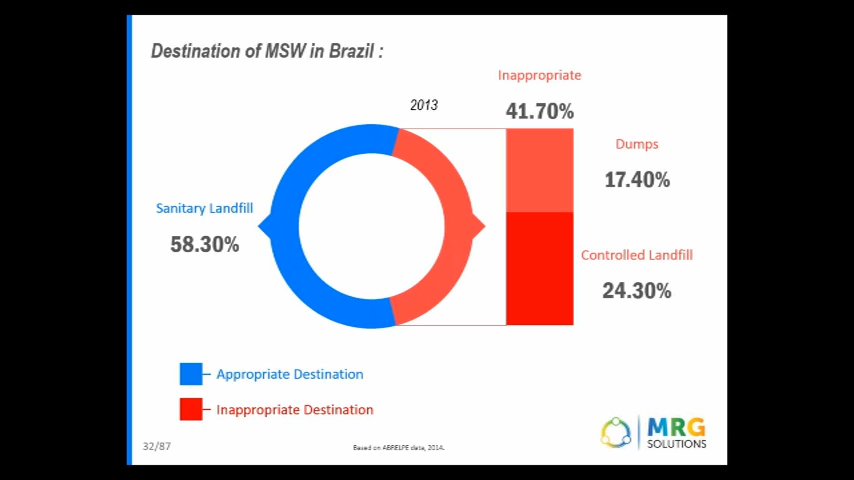 Destination of MSW in Brazil :
Inappropriate
2013
41.70%
Dumps
17.40%
Sanitary Landfill
58.30%
Controlled Landfill
24.30%
Appropriate Destination
Inappropriate Destination
MRG
SOLUTIONS
32/87
Based on ABRELPE data, 2014.